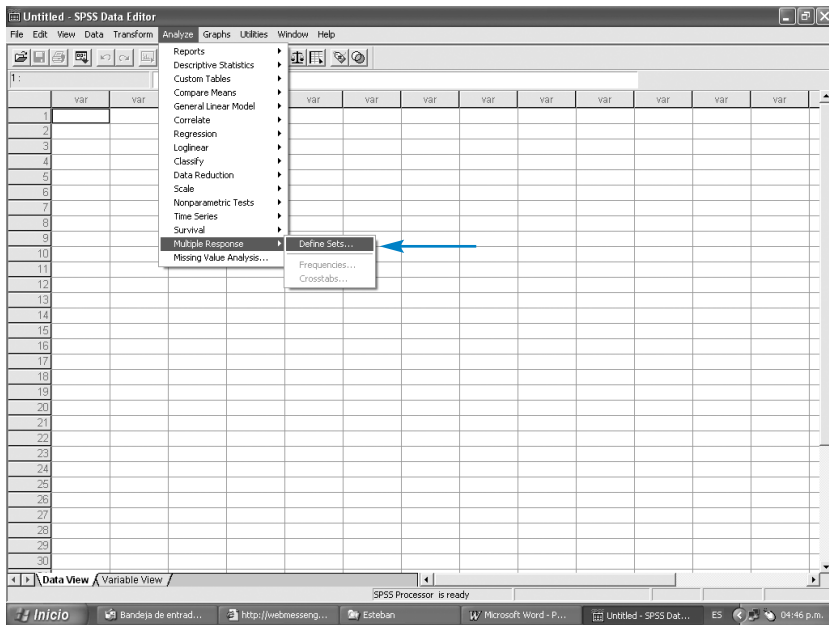 Untitled - SPSS Data Editor
File Edit View Data Transform Analyze Graphs Utilities Window Help
1 :
Reports
Descriptive Statistics
Custom Tables
Compare Means
General Linear Model
Correlate
Regression
Loglinear
Classify
Data Reduction
Scale
Nonparametric Tests
Time Series
Survival
Multiple Response
Missing Value Analysis...
Define Sets...
Frequencies...
Crosstabs...
var var var var var var var var var var var
1
2
3
4
5
6
7
8
9
10
11
12
13
14
15
16
17
18
19
20
21
22
23
24
25
26
27
28
29
30
Data View Variable View
SPSS Processor is ready
Inicio Bandeja de entrad... http://webmesseng... Esteban Microsoft Word - P... Untitled - SPSS Dat... ES 04:46 p.m.